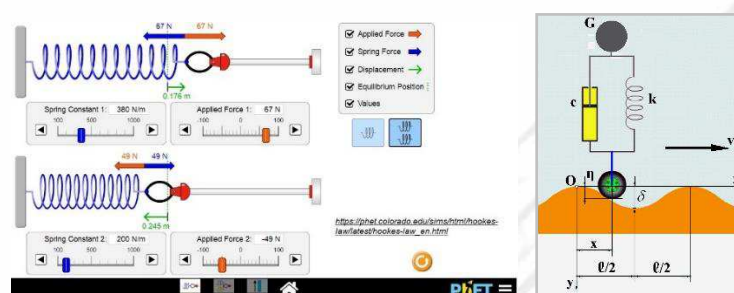 67 N 67 N
0.176 m
Spring Constant 1: 380 N/m
100 500 1000
Applied Force 1: 67 N
-100 0 100
49 N 49 N
0.245 m
Spring Constant 2: 200 N/m
100 500 1000
Applied Force 2: -49 N
-100 0 100
Applied Force
Spring Force
Displacement
Equilibrium Position
Values
https://phet.colorado.edu/sims/html/hookes-
law/latest/hookes-law_en.html
PhET
G
c
k
v
O
η
δ
x
ℓ/2 ℓ/2
y